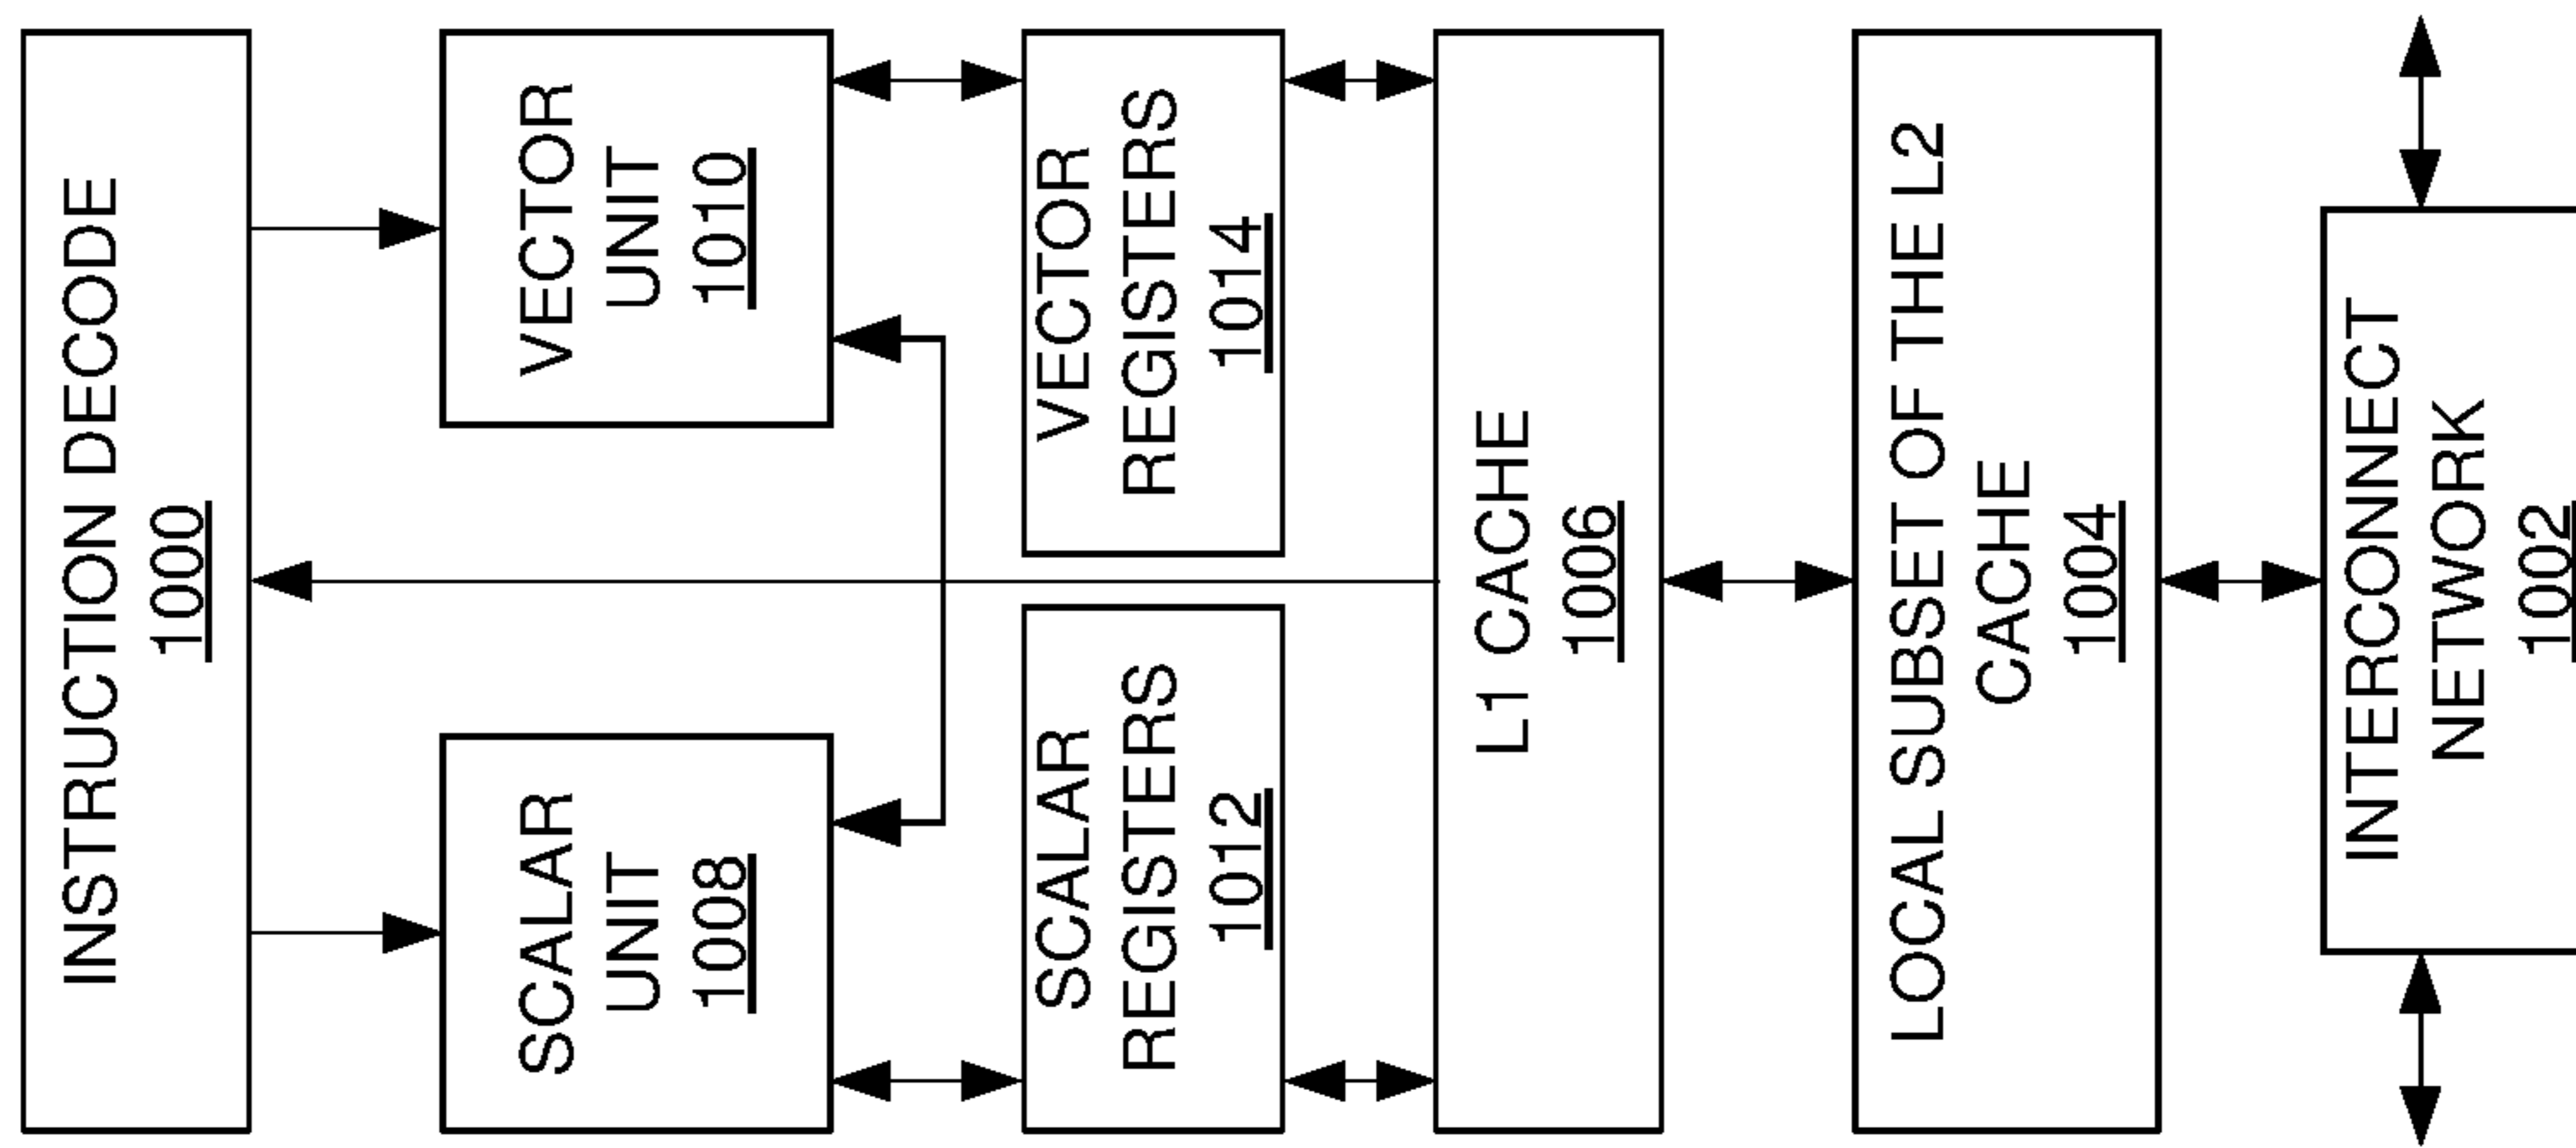 INSTRUCTION DECODE
1000
SCALAR
UNIT
1008
VECTOR
UNIT
1010
SCALAR
REGISTERS
1012
VECTOR
REGISTERS
1014
L1 CACHE
1006
LOCAL SUBSET OF THE L2
CACHE
1004
INTERCONNECT
NETWORK
1002